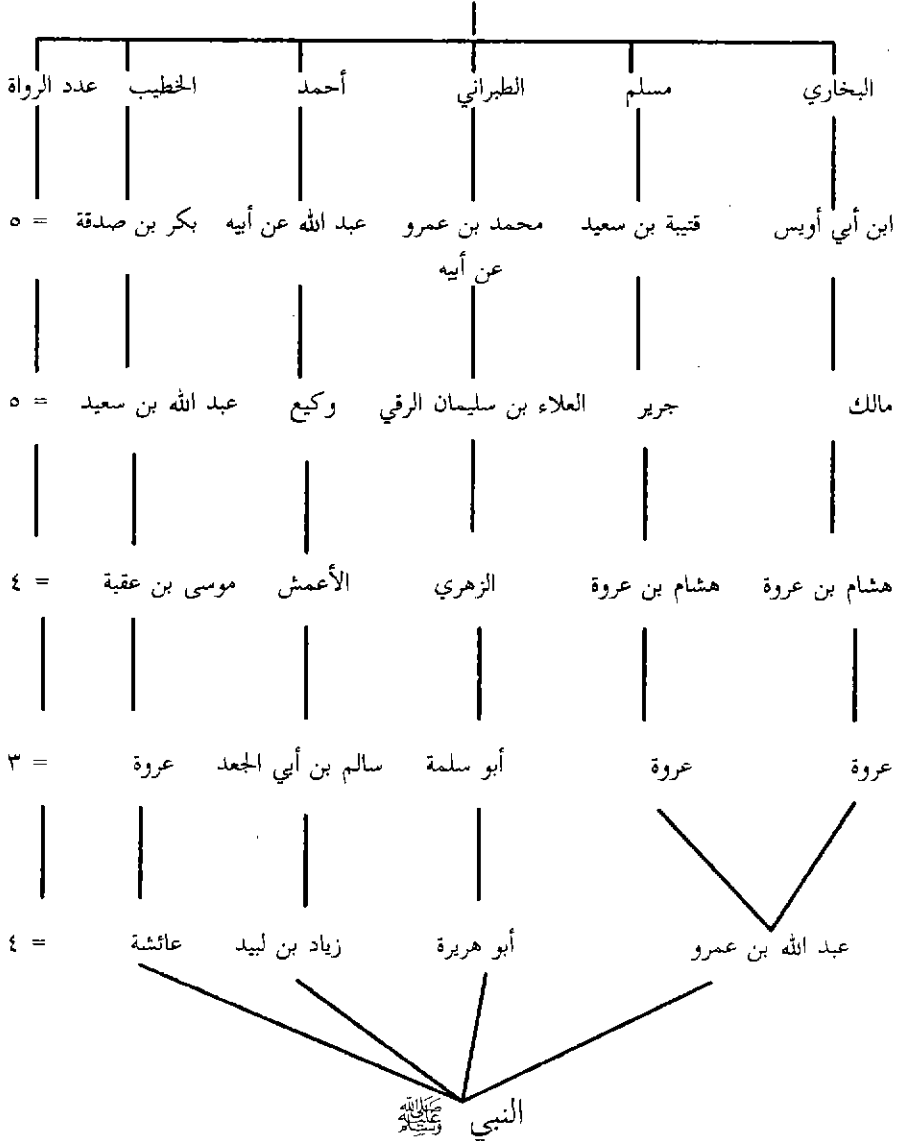 البخاري مسلم الطبراني أحمد الخطيب عدد الرواة
ابن أبي أويس قتيبة بن سعيد محمد بن عمرو عبد الله عن أبيه بكر بن صدقة = ٥
عن أبيه
مالك جرير العلاء بن سليمان الرقي وكيع عبد الله بن سعيد = ٥
هشام بن عروة هشام بن عروة الزهري الأعمش موسى بن عقبة = ٤
عروة عروة أبو سلمة سالم بن أبي الجعد عروة = ٣
عبد الله بن عمرو أبو هريرة زياد بن لبيد عائشة = ٤
النبي ﷺ